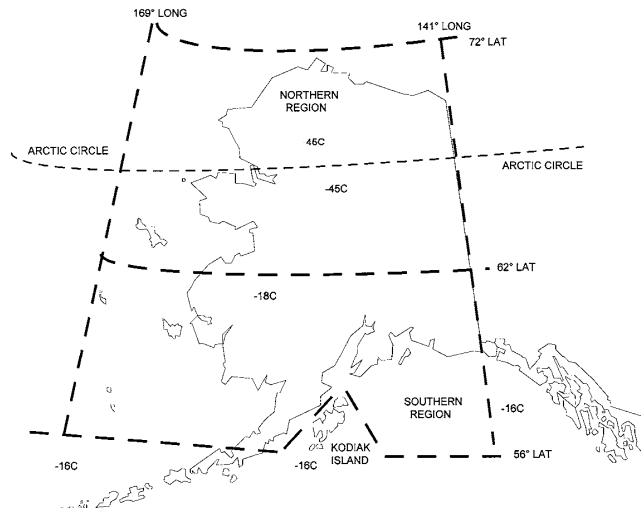 169° LONG
141° LONG
72° LAT
NORTHERN
REGION
45C
ARCTIC CIRCLE
ARCTIC CIRCLE
-45C
62° LAT
-18C
SOUTHERN
REGION
-16C
-16C
-16C
KODIAK
ISLAND
56° LAT